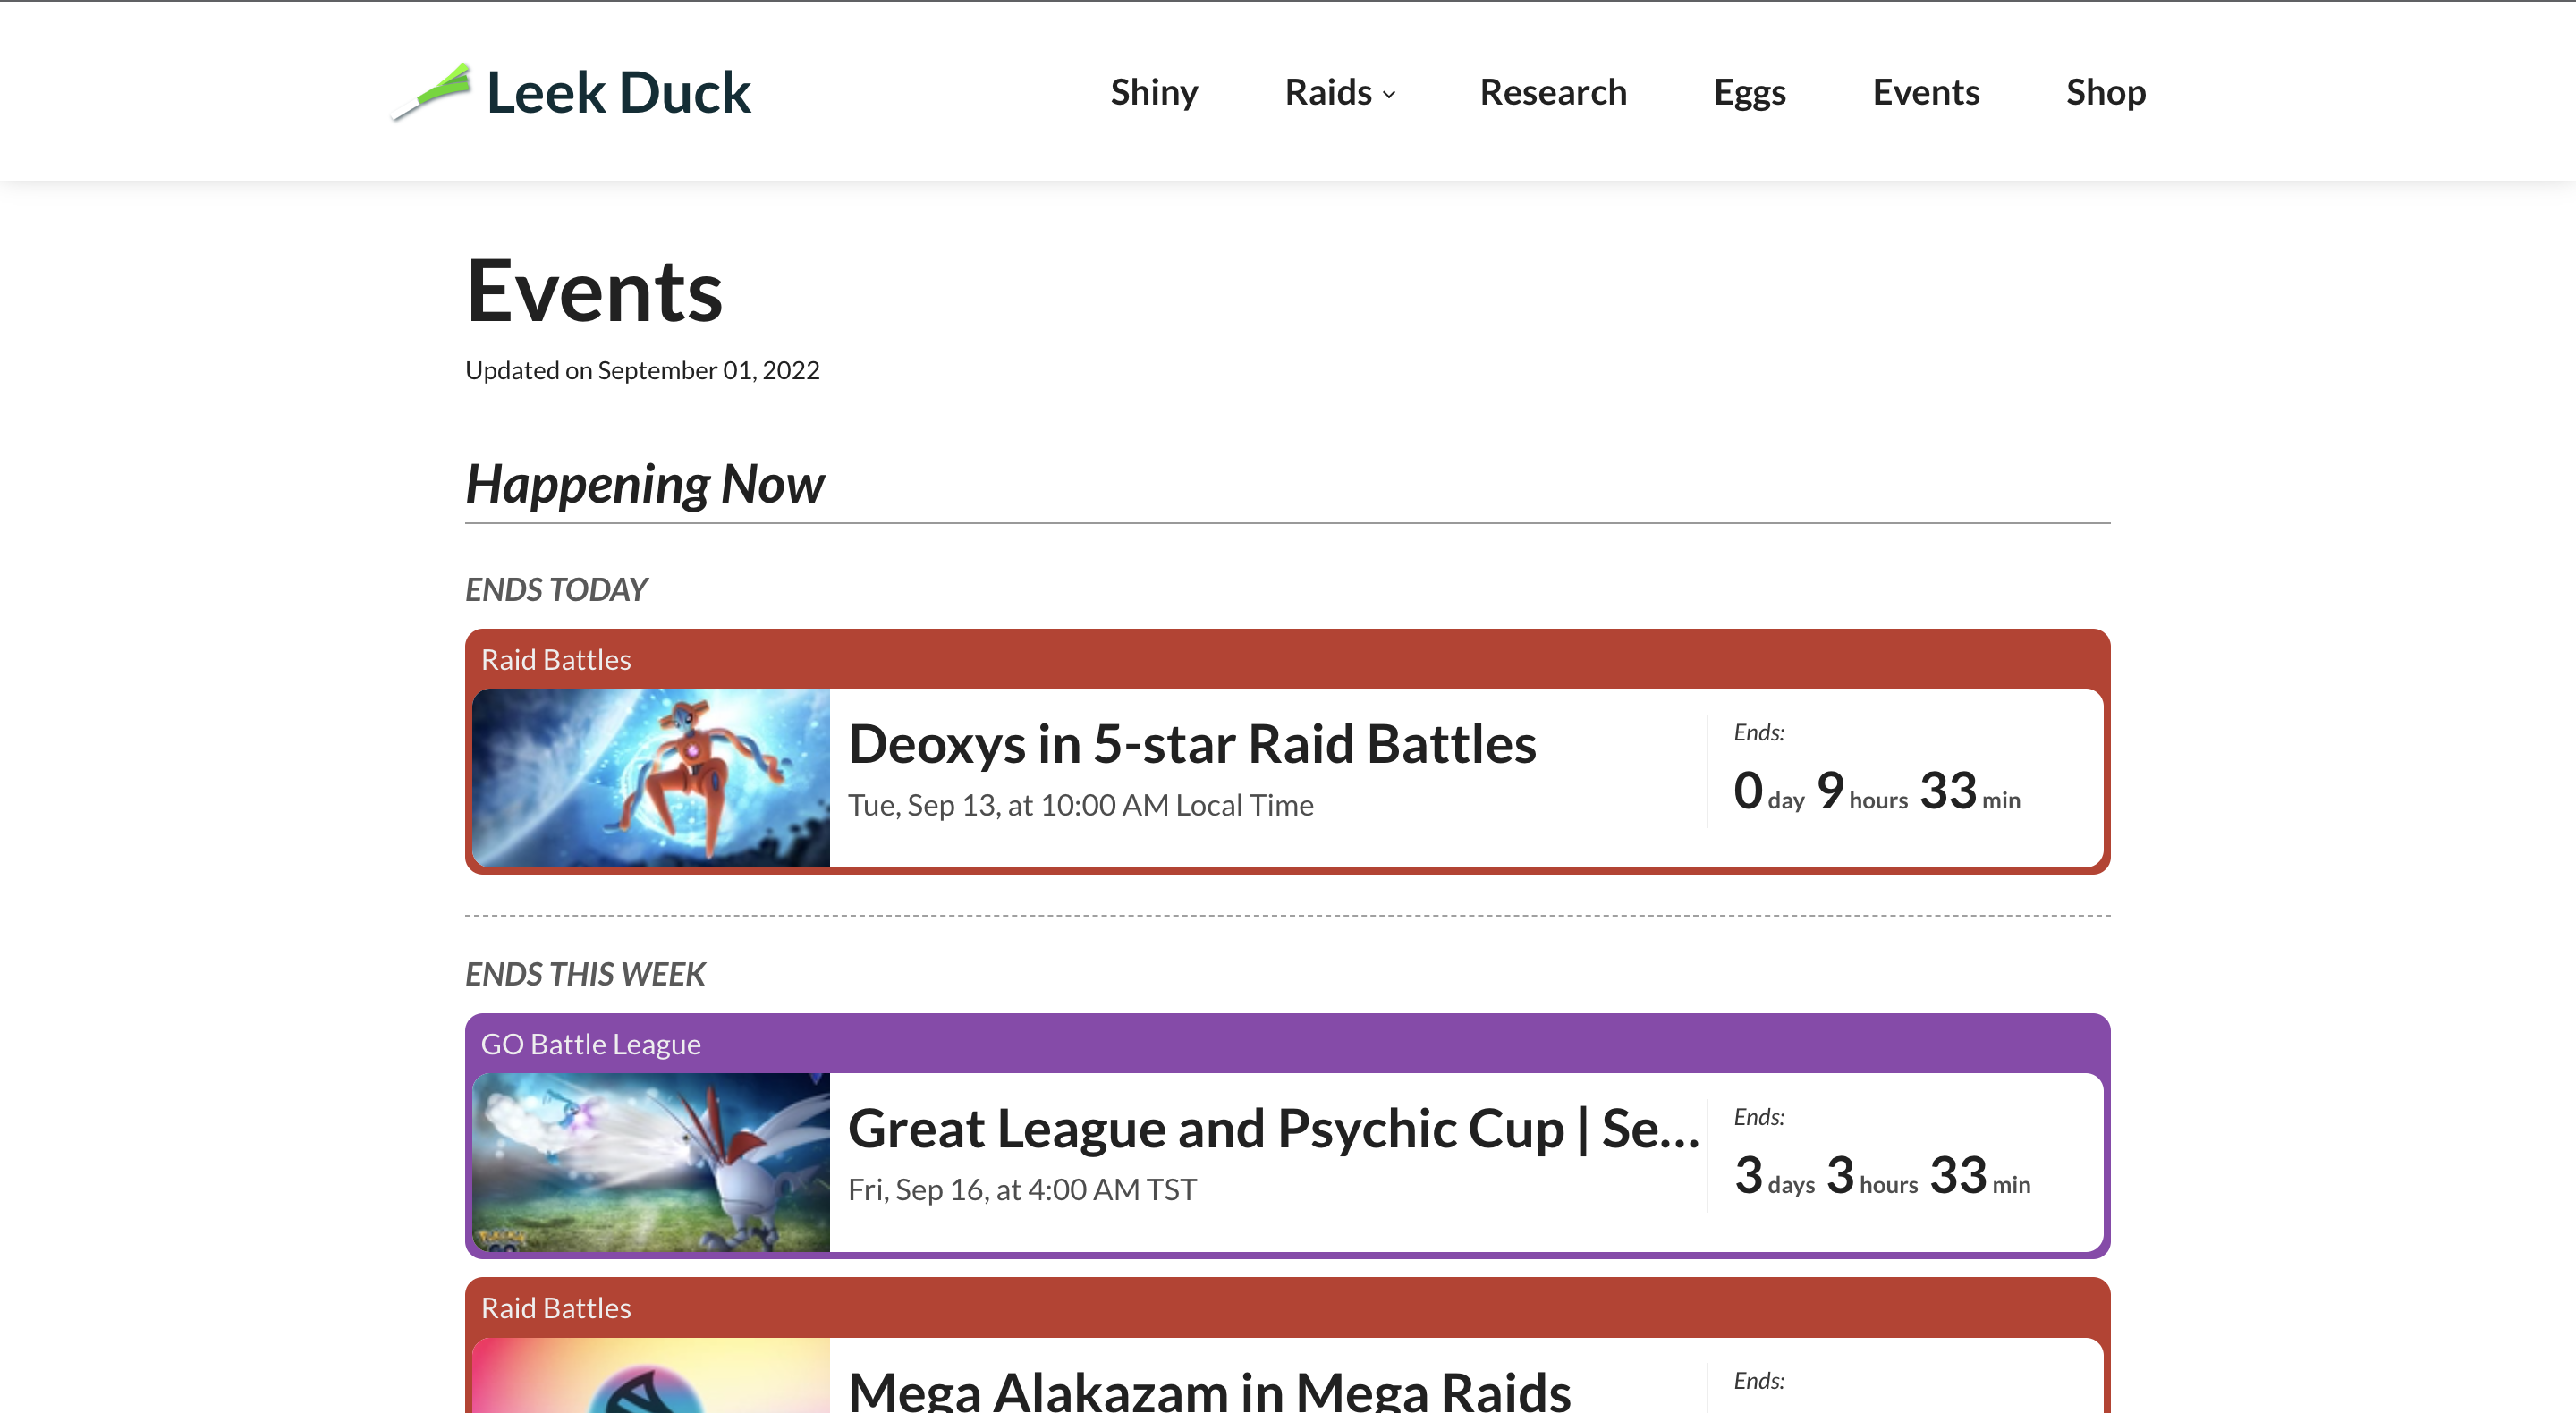 Leek Duck
Shiny
Raids
Research
Eggs
Events
Shop
Events
Updated on September 01, 2022
Happening Now
ENDS TODAY
Raid Battles
Deoxys in 5-star Raid Battles
Tue, Sep 13, at 10:00 AM Local Time
Ends:
0 day 9 hours 33 min
ENDS THIS WEEK
GO Battle League
Great League and Psychic Cup | Se...
Fri, Sep 16, at 4:00 AM TST
Ends:
3 days 3 hours 33 min
Pokémon
GO
Raid Battles
Mega Alakazam in Mega Raids
Ends: